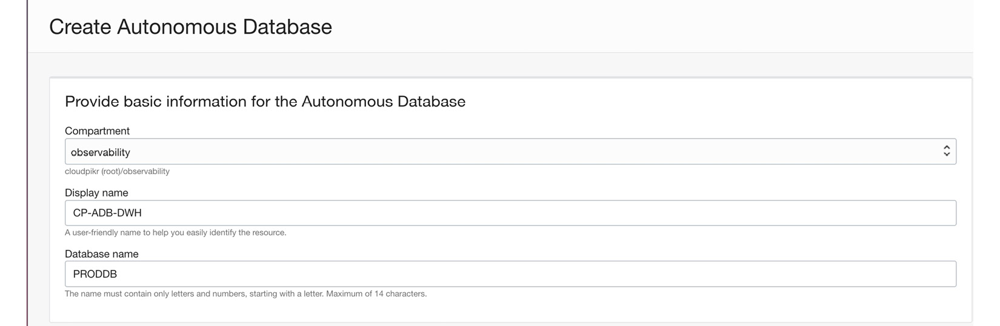 Create Autonomous Database
Provide basic information for the Autonomous Database
Compartment
observability
cloudpikr (root)/observability
Display name
CP-ADB-DWH
A user-friendly name to help you easily identify the resource.
Database name
PRODDB
The name must contain only letters and numbers, starting with a letter. Maximum of 14 characters.